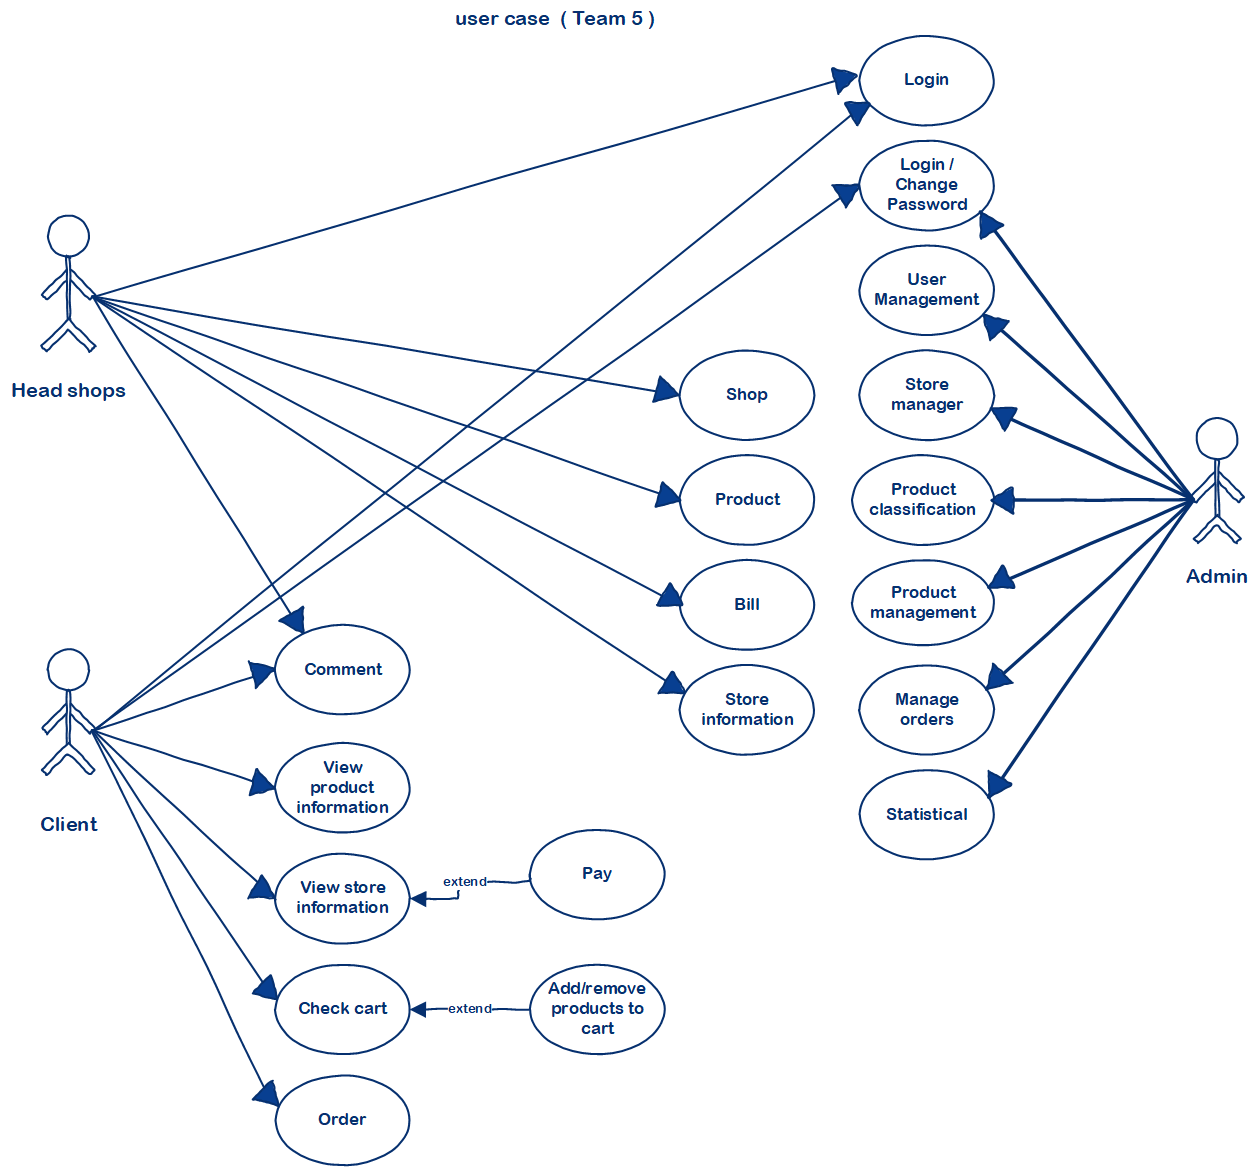 user case  ( Team 5 )
Login
Login /
Change
Password
User
Management
Head shops
Shop
Store
manager
Product
Product
classification
Admin
Bill
Product
management
Comment
Store
information
Manage
orders
View
product
information
Client
Statistical
View store
information
extend
Pay
Check cart
extend
Add/remove
products to
cart
Order